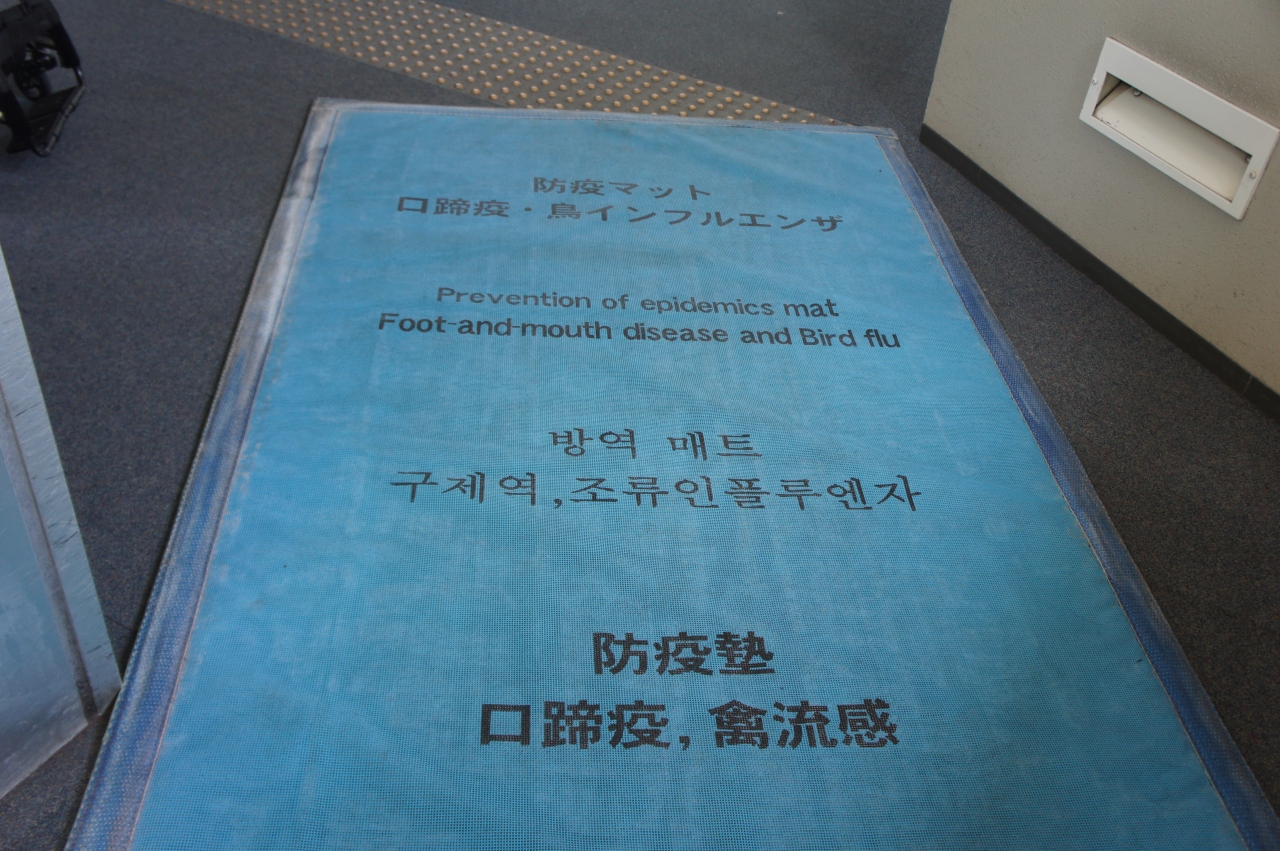 防疫マット
口蹄疫・鳥インフルエンザ
Prevention of epidemics mat
Foot-and-mouth disease and Bird flu
방역 매트
구제역,조류인플루엔자
防疫墊
口蹄疫,禽流感